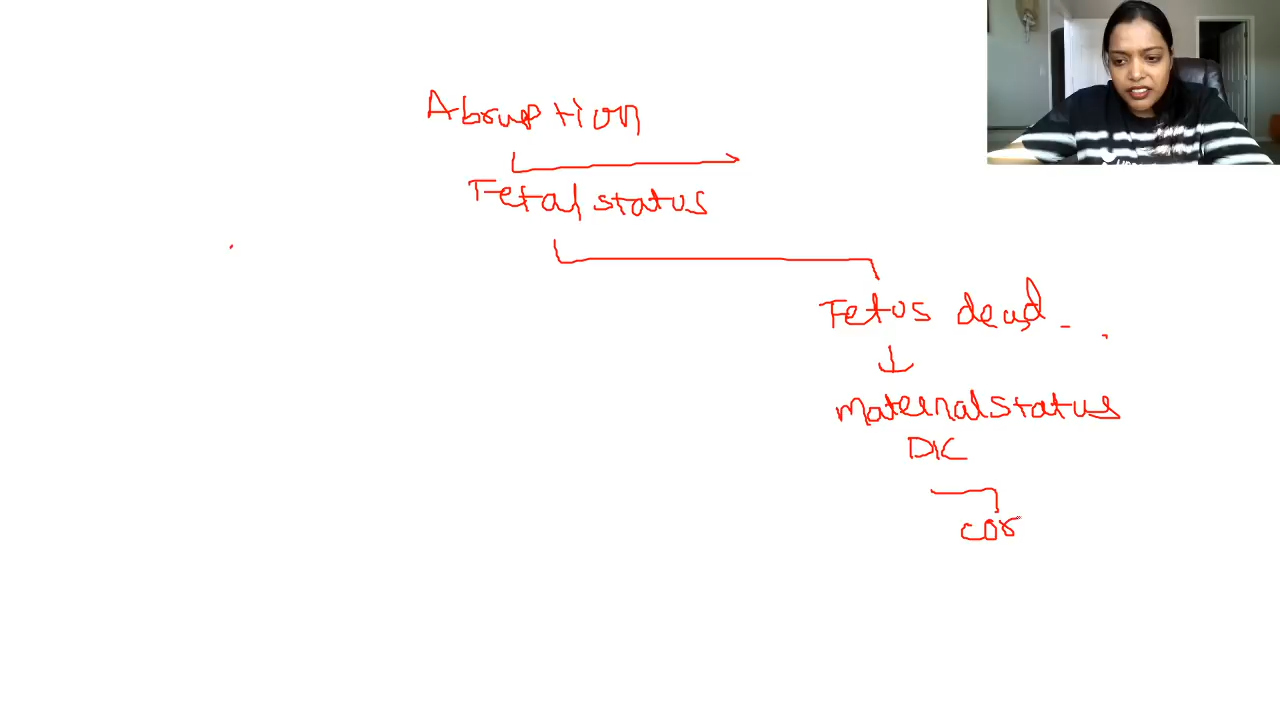 Abruption
Fetal status
Fetus dead
Maternal status
DIC
cor